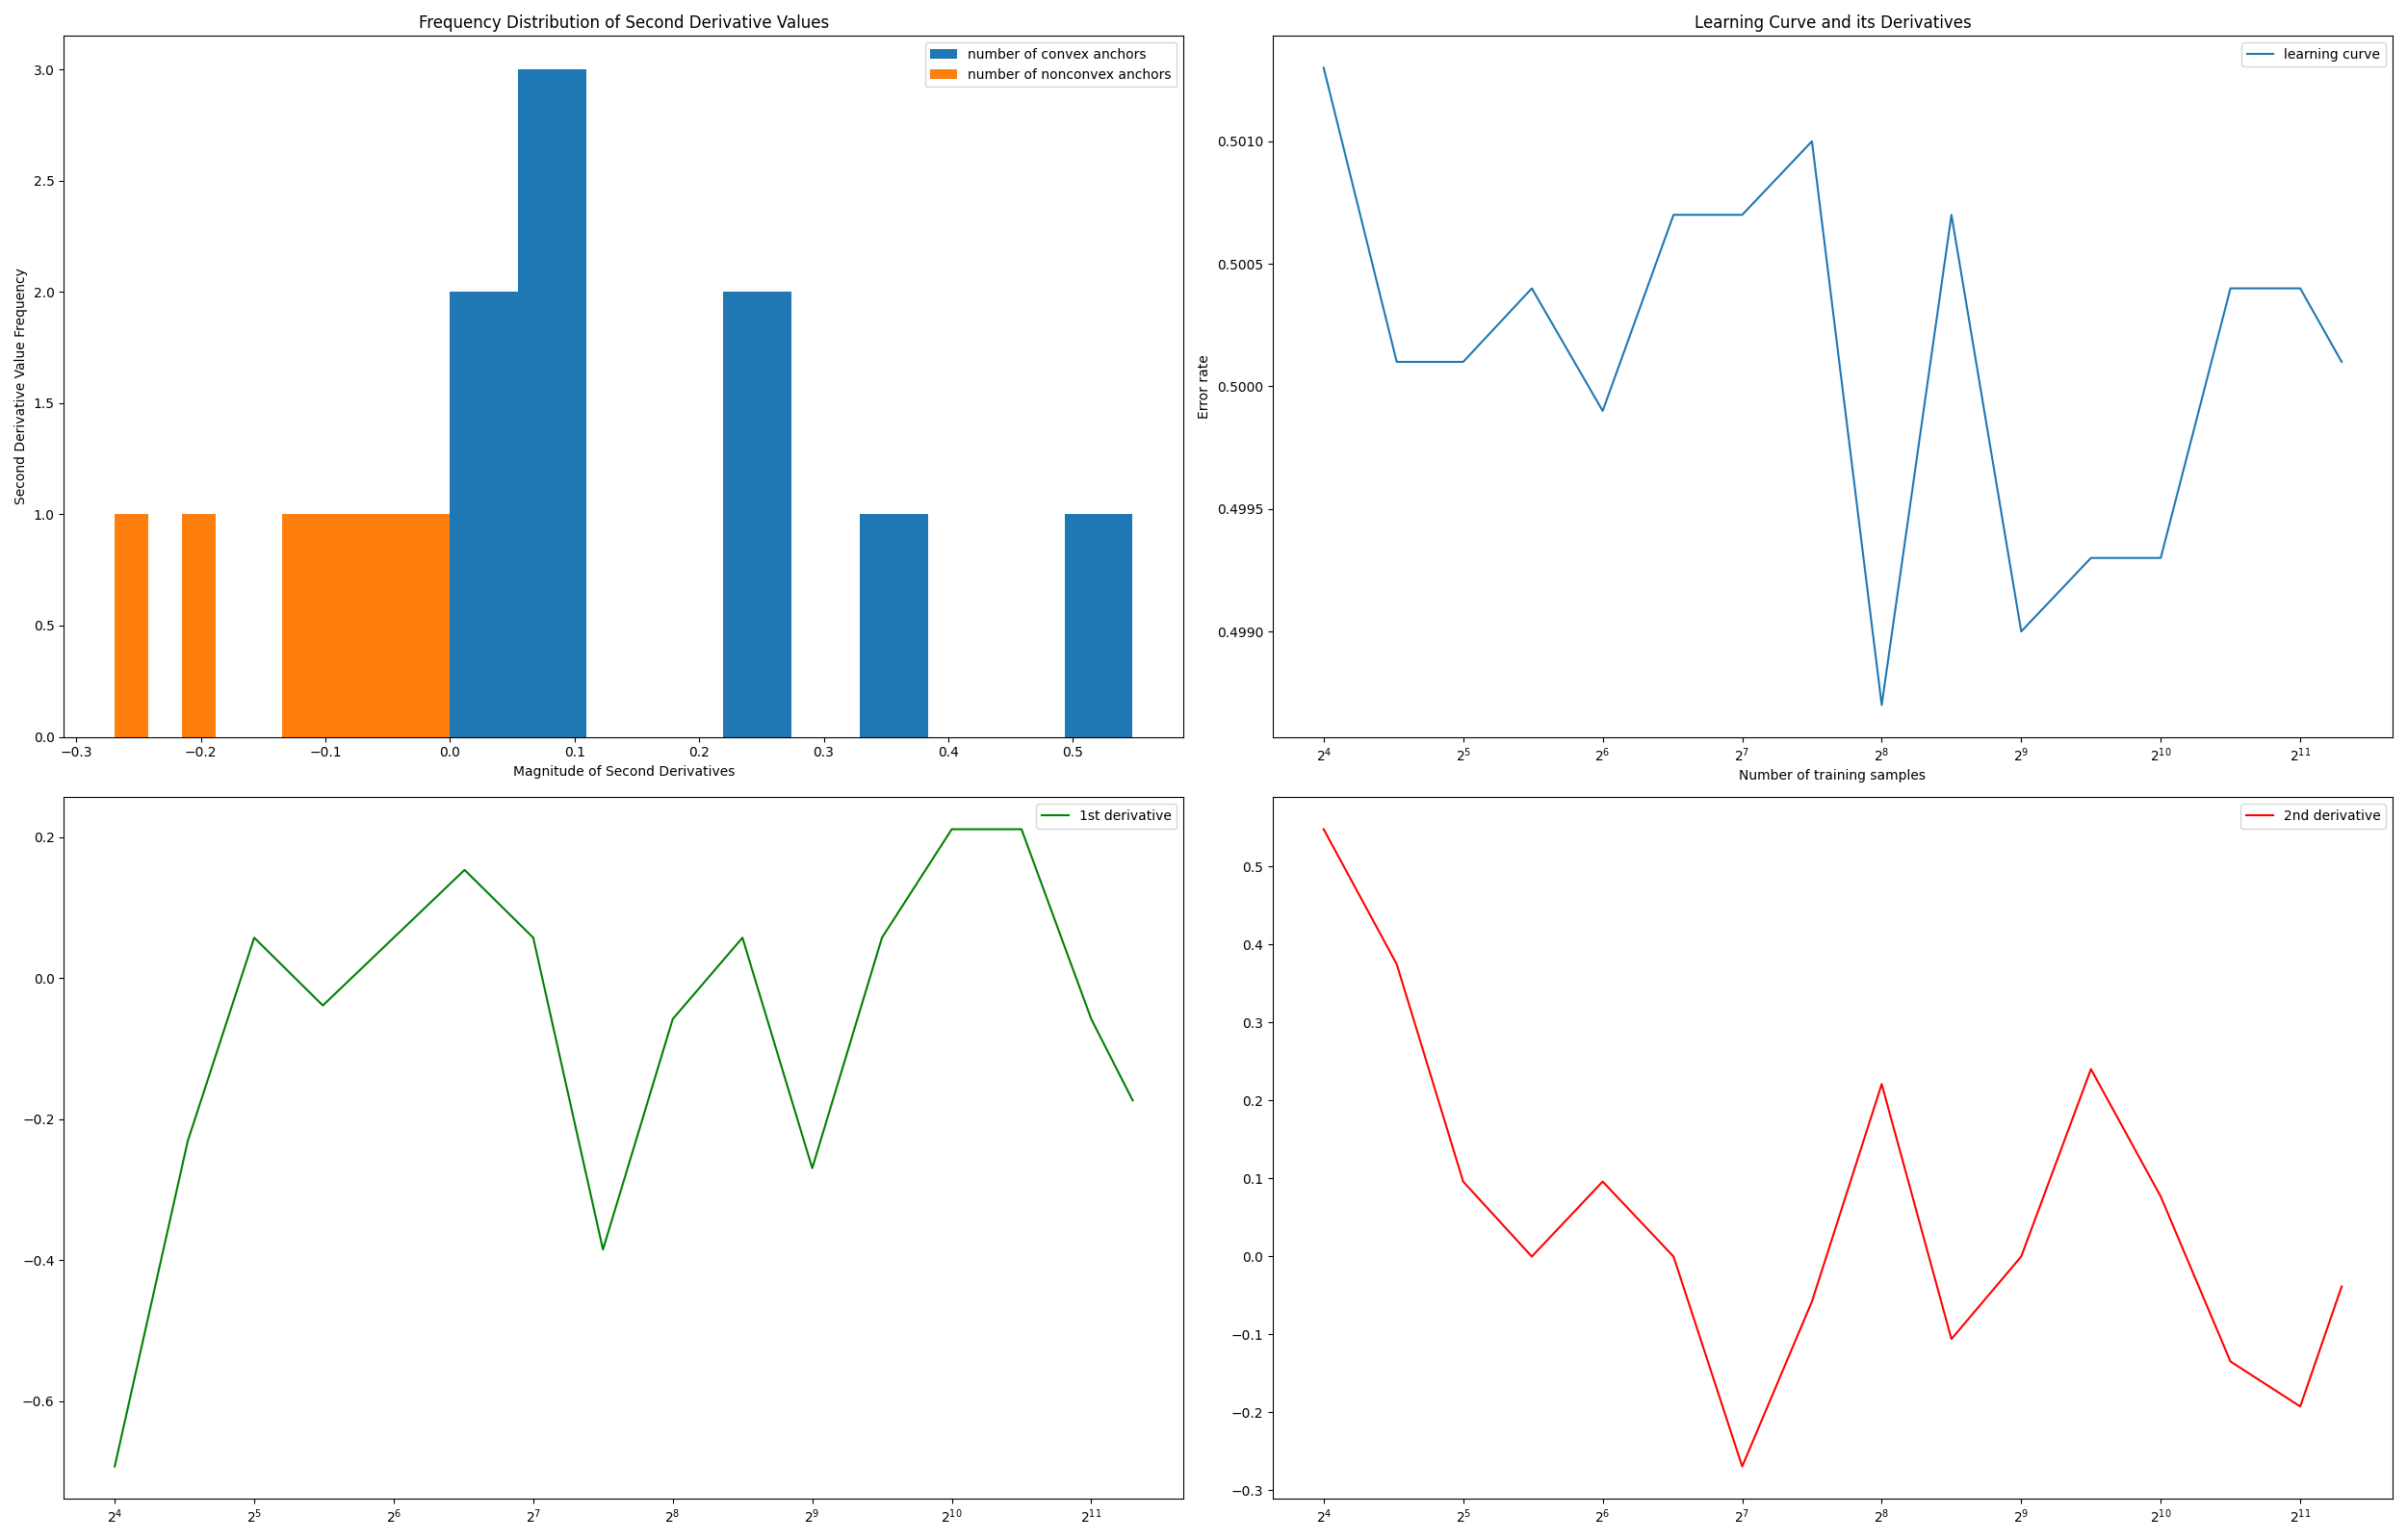 Frequency Distribution of Second Derivative Values
number of convex anchors
number of nonconvex anchors
Second Derivative Value Frequency
3.0
2.5
2.0
1.5
1.0
0.5
0.0
−0.3 −0.2 −0.1 0.0 0.1 0.2 0.3 0.4 0.5
Magnitude of Second Derivatives
Learning Curve and its Derivatives
learning curve
Error rate
0.5010
0.5005
0.5000
0.4995
0.4990
2⁴ 2⁵ 2⁶ 2⁷ 2⁸ 2⁹ 2¹⁰ 2¹¹
Number of training samples
1st derivative
0.2
0.0
−0.2
−0.4
−0.6
2⁴ 2⁵ 2⁶ 2⁷ 2⁸ 2⁹ 2¹⁰ 2¹¹
2nd derivative
0.5
0.4
0.3
0.2
0.1
0.0
−0.1
−0.2
−0.3
2⁴ 2⁵ 2⁶ 2⁷ 2⁸ 2⁹ 2¹⁰ 2¹¹